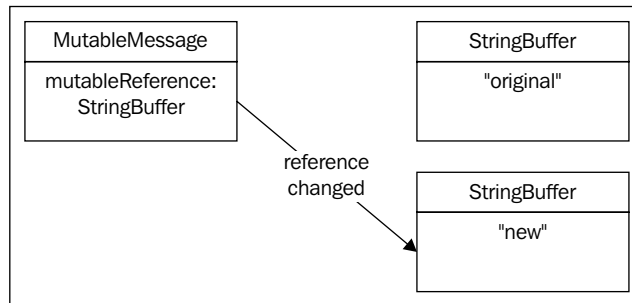 MutableMessage
mutableReference:
StringBuffer
StringBuffer
"original"
reference
changed
StringBuffer
"new"